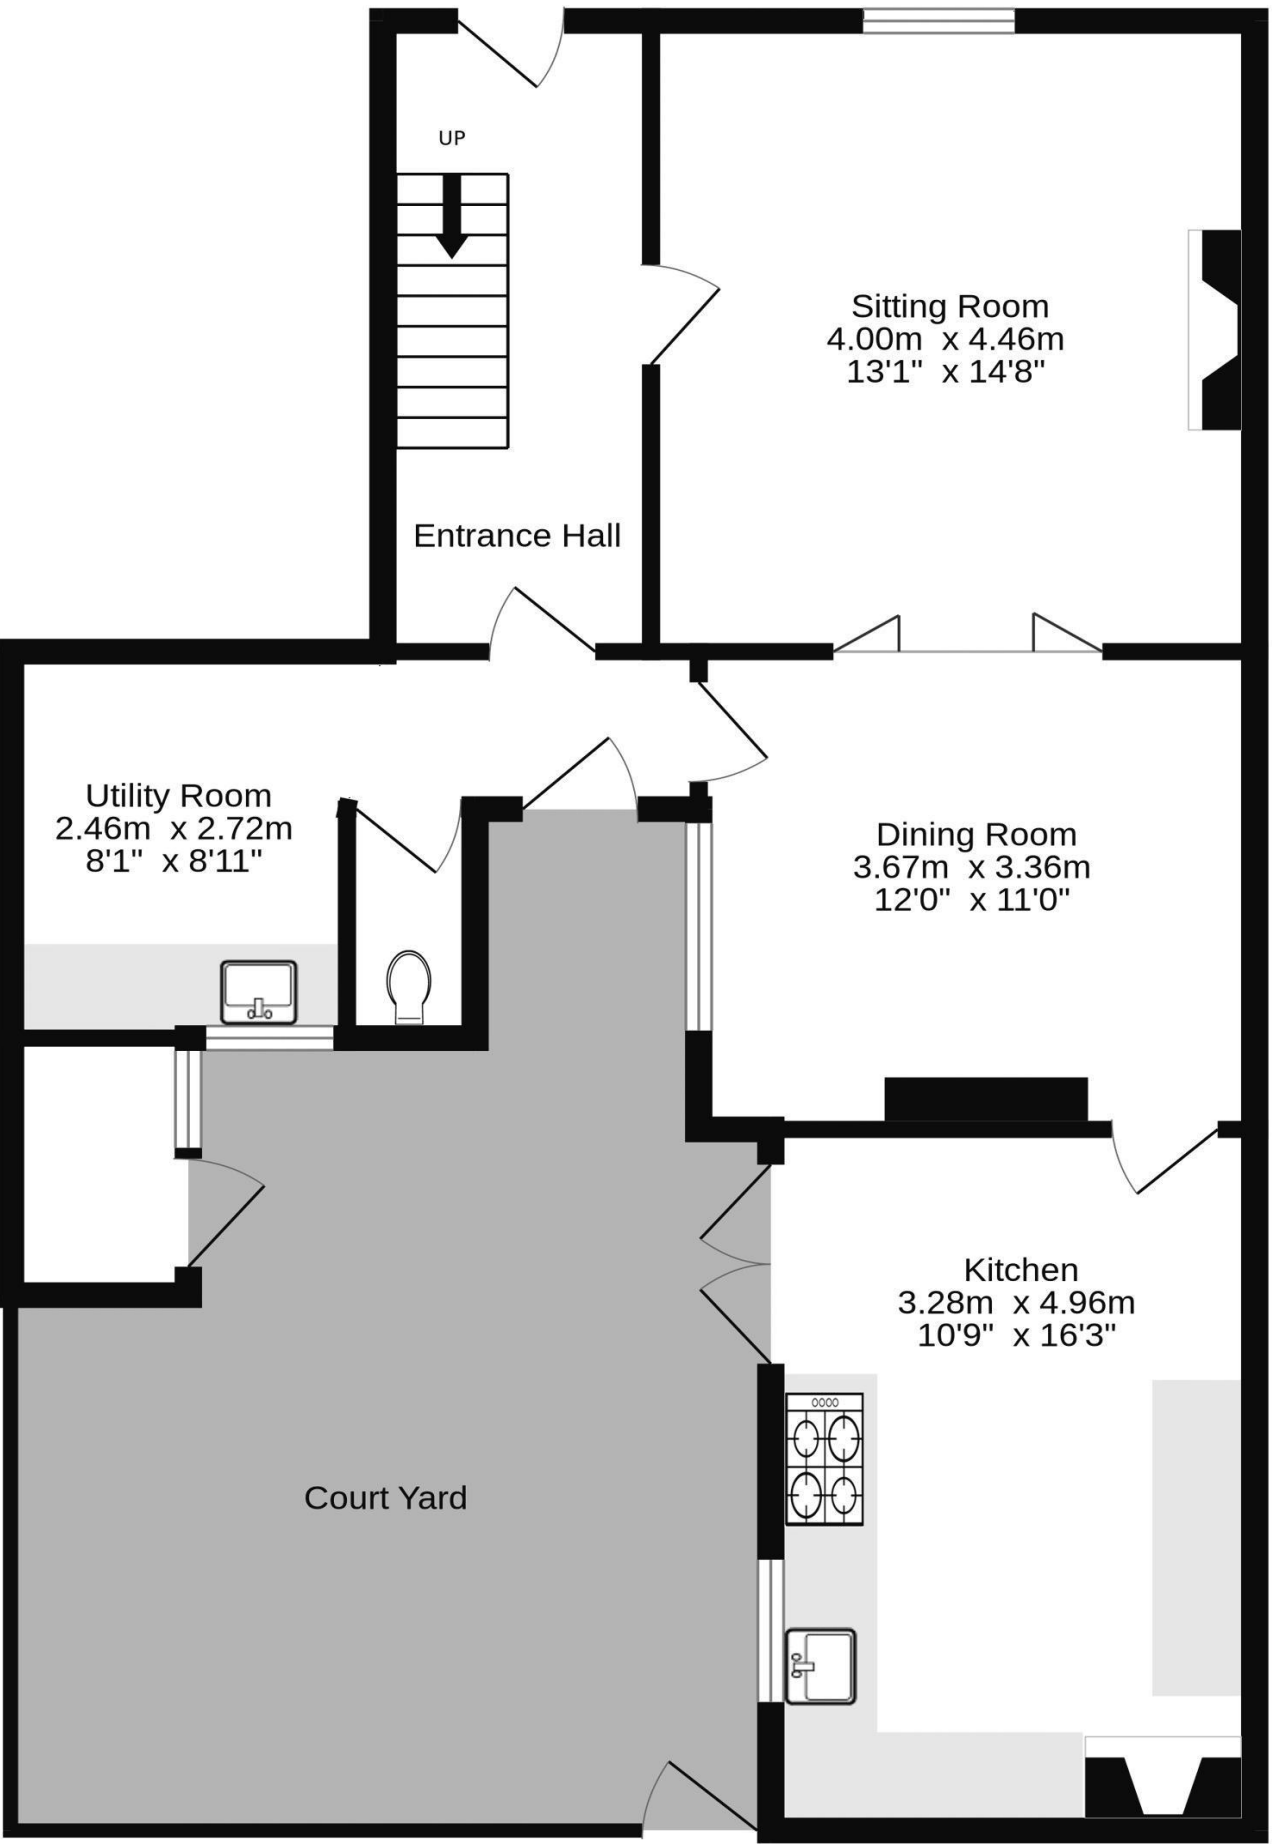 UP
Sitting Room
4.00m x 4.46m
13'1" x 14'8"
Entrance Hall
Utility Room
2.46m x 2.72m
8'1" x 8'11"
Dining Room
3.67m x 3.36m
12'0" x 11'0"
Kitchen
3.28m x 4.96m
10'9" x 16'3"
Court Yard